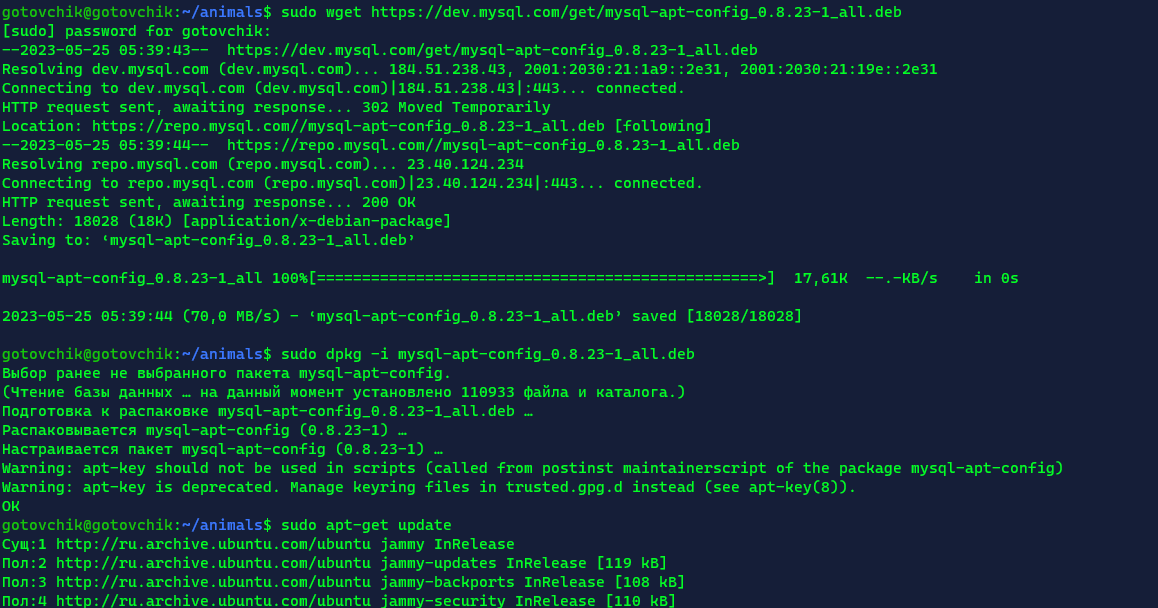 gotovchik@gotovchik:~/animals$ sudo wget https://dev.mysql.com/get/mysql-apt-config_0.8.23-1_all.deb
[sudo] password for gotovchik:
--2023-05-25 05:39:43--  https://dev.mysql.com/get/mysql-apt-config_0.8.23-1_all.deb
Resolving dev.mysql.com (dev.mysql.com)... 184.51.238.43, 2001:2030:21:1a9::2e31, 2001:2030:21:19e::2e31
Connecting to dev.mysql.com (dev.mysql.com)|184.51.238.43|:443... connected.
HTTP request sent, awaiting response... 302 Moved Temporarily
Location: https://repo.mysql.com//mysql-apt-config_0.8.23-1_all.deb [following]
--2023-05-25 05:39:44--  https://repo.mysql.com//mysql-apt-config_0.8.23-1_all.deb
Resolving repo.mysql.com (repo.mysql.com)... 23.40.124.234
Connecting to repo.mysql.com (repo.mysql.com)|23.40.124.234|:443... connected.
HTTP request sent, awaiting response... 200 OK
Length: 18028 (18K) [application/x-debian-package]
Saving to: ‘mysql-apt-config_0.8.23-1_all.deb’
mysql-apt-config_0.8.23-1_all 100%[=================================================>]  17,61K  --.-KB/s    in 0s
2023-05-25 05:39:44 (70,0 MB/s) - ‘mysql-apt-config_0.8.23-1_all.deb’ saved [18028/18028]
gotovchik@gotovchik:~/animals$ sudo dpkg -i mysql-apt-config_0.8.23-1_all.deb
Выбор ранее не выбранного пакета mysql-apt-config.
(Чтение базы данных … на данный момент установлено 110933 файла и каталога.)
Подготовка к распаковке mysql-apt-config_0.8.23-1_all.deb …
Распаковывается mysql-apt-config (0.8.23-1) …
Настраивается пакет mysql-apt-config (0.8.23-1) …
Warning: apt-key should not be used in scripts (called from postinst maintainerscript of the package mysql-apt-config)
Warning: apt-key is deprecated. Manage keyring files in trusted.gpg.d instead (see apt-key(8)).
OK
gotovchik@gotovchik:~/animals$ sudo apt-get update
Сущ:1 http://ru.archive.ubuntu.com/ubuntu jammy InRelease
Пол:2 http://ru.archive.ubuntu.com/ubuntu jammy-updates InRelease [119 kB]
Пол:3 http://ru.archive.ubuntu.com/ubuntu jammy-backports InRelease [108 kB]
Пол:4 http://ru.archive.ubuntu.com/ubuntu jammy-security InRelease [110 kB]